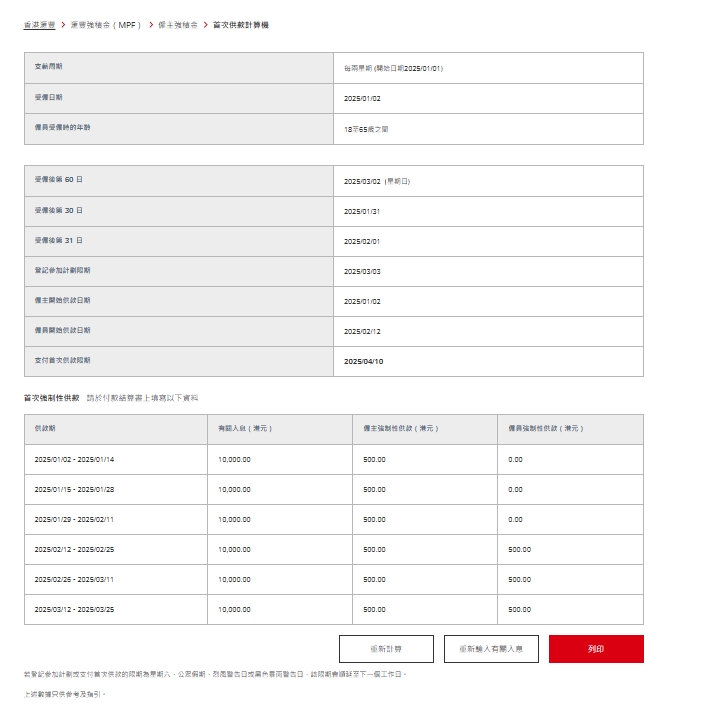 香港滙豐 > 滙豐強積金 ( MPF ) > 僱主強積金 > 首次供款計算機
支薪周期 每兩星期 (開始日期2025/01/01)
受僱日期 2025/01/02
僱員受僱時的年齡 18至65歲之間
受僱後第 60 日 2025/03/02 (星期日)
受僱後第 30 日 2025/01/31
受僱後第 31 日 2025/02/01
登記參加計劃限期 2025/03/03
僱主開始供款日期 2025/01/02
僱員開始供款日期 2025/02/12
支付首次供款限期 2025/04/10
首次強制性供款 請於付款結算書上填寫以下資料
供款期 有關入息 ( 港元 ) 僱主強制性供款 ( 港元 ) 僱員強制性供款 ( 港元 )
2025/01/02 - 2025/01/14 10,000.00 500.00 0.00
2025/01/15 - 2025/01/28 10,000.00 500.00 0.00
2025/01/29 - 2025/02/11 10,000.00 500.00 0.00
2025/02/12 - 2025/02/25 10,000.00 500.00 500.00
2025/02/26 - 2025/03/11 10,000.00 500.00 500.00
2025/03/12 - 2025/03/25 10,000.00 500.00 500.00
重新計算 重新輸入有關入息 列印
若登記參加計劃或支付首次供款的限期為星期六、公眾假期、烈風警告日或黑色暴雨警告日，該限期會順延至下一個工作日。
上述數據只供參考及指引。